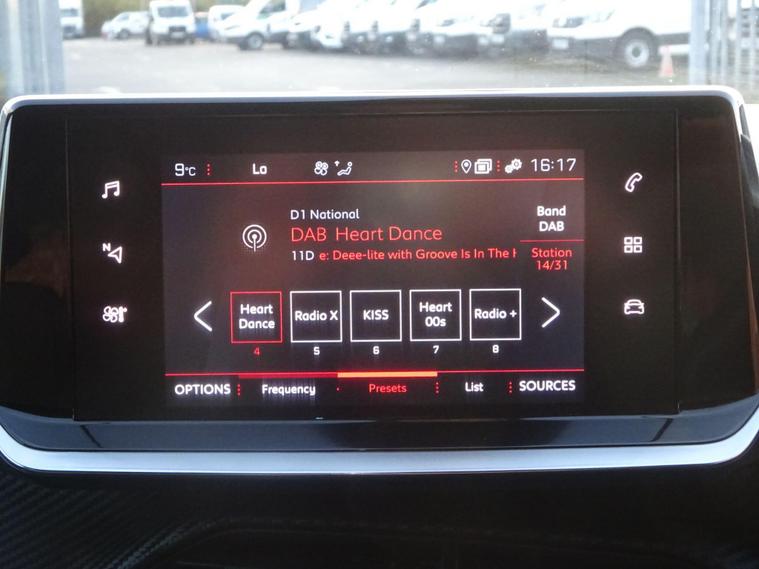 9°C Lo 16:17
D1 National
DAB Heart Dance
11D e: Deee-lite with Groove Is In The H
Band
DAB
Station
14/31
N
Heart
Dance
Radio X
KISS
Heart
00s
Radio +
4 5 6 7 8
OPTIONS Frequency Presets List SOURCES